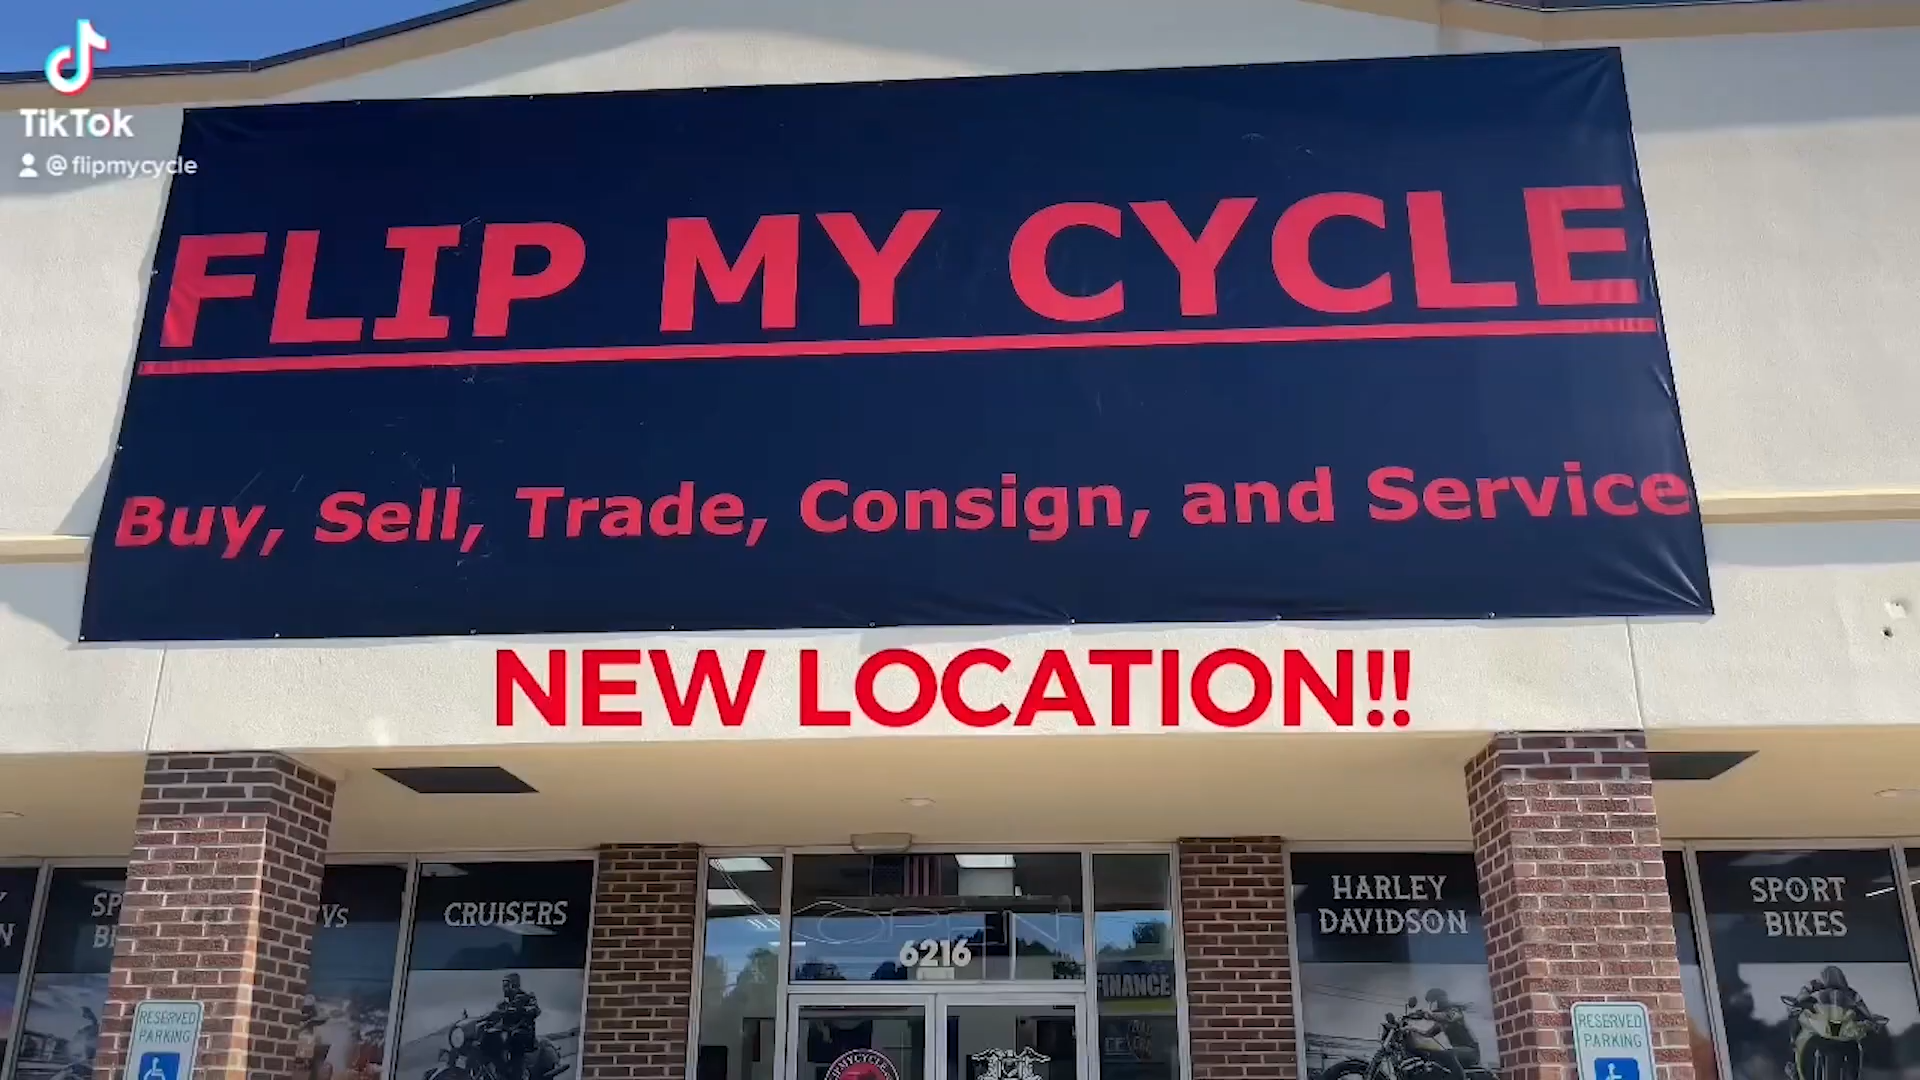 TikTok
@flipmycycle
FLIP MY CYCLE
Buy, Sell, Trade, Consign, and Service
NEW LOCATION!!
CRUISERS
OPEN
6216
FINANCE
HARLEY
DAVIDSON
SPORT
BIKES
RESERVED
PARKING
RESERVED
PARKING